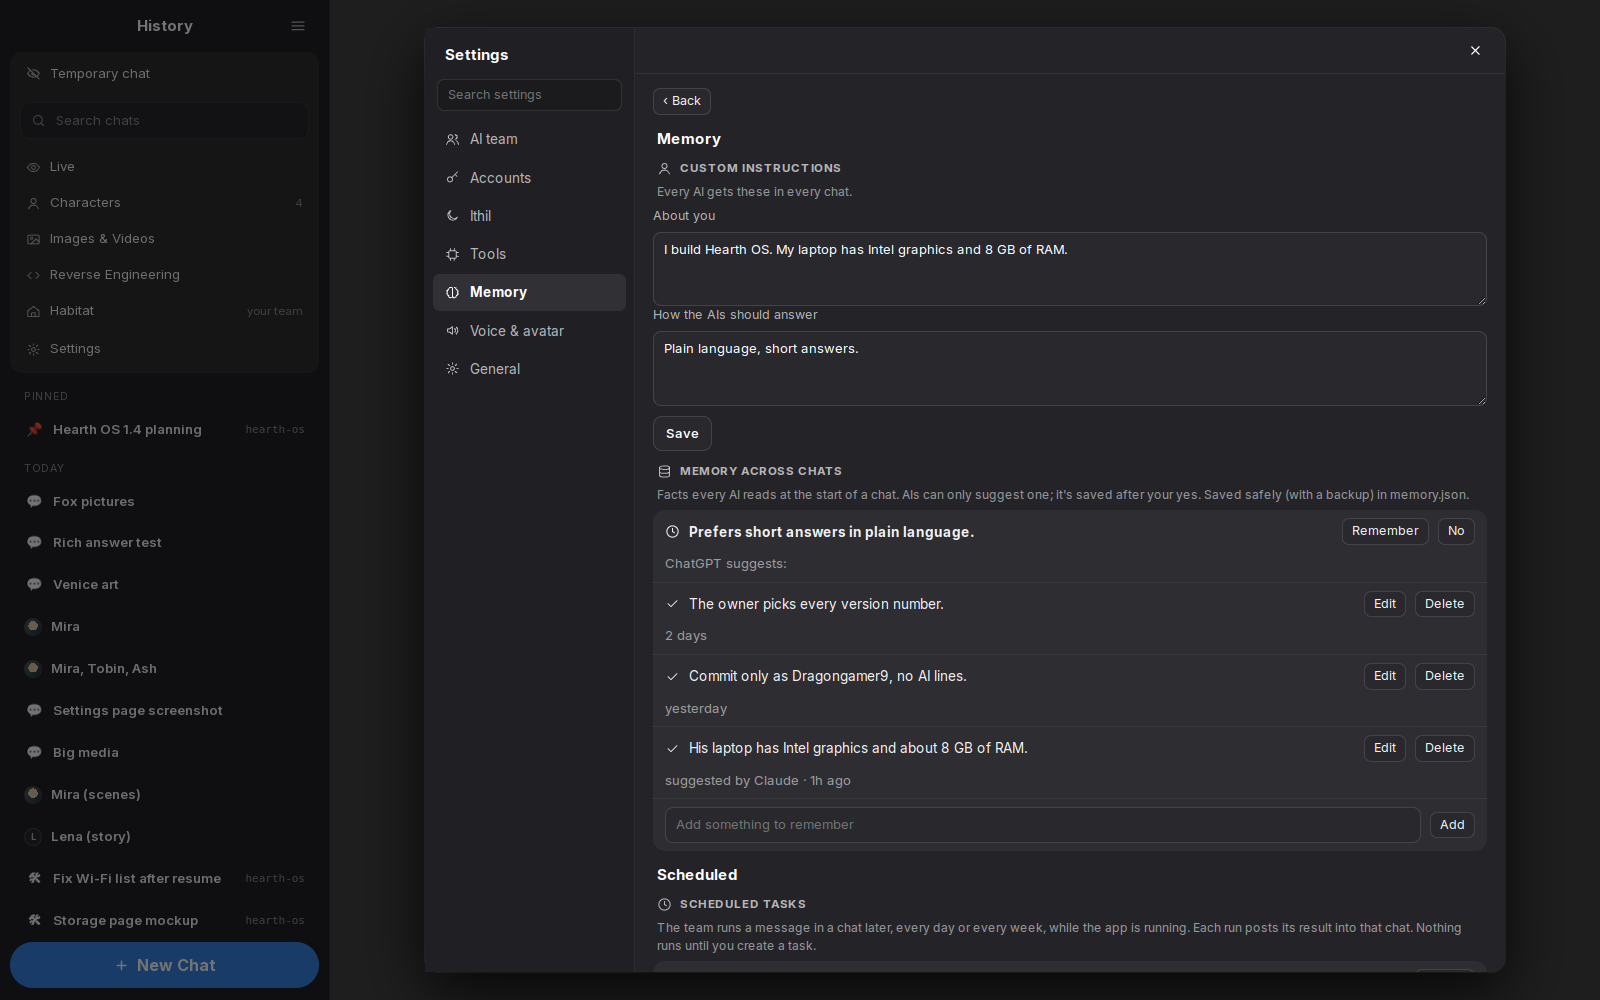 History
Temporary chat
Search chats
Live
Characters 4
Images & Videos
Reverse Engineering
Habitat your team
Settings
PINNED
Hearth OS 1.4 planning hearth-os
TODAY
Fox pictures
Rich answer test
Venice art
Mira
Mira, Tobin, Ash
Settings page screenshot
Big media
Mira (scenes)
L Lena (story)
Fix Wi-Fi list after resume hearth-os
Storage page mockup hearth-os
+ New Chat
Settings
Search settings
AI team
Accounts
Ithil
Tools
Memory
Voice & avatar
General
‹ Back
Memory
CUSTOM INSTRUCTIONS
Every AI gets these in every chat.
About you
I build Hearth OS. My laptop has Intel graphics and 8 GB of RAM.
How the AIs should answer
Plain language, short answers.
Save
MEMORY ACROSS CHATS
Facts every AI reads at the start of a chat. AIs can only suggest one; it's saved after your yes. Saved safely (with a backup) in memory.json.
Prefers short answers in plain language. Remember No
ChatGPT suggests:
The owner picks every version number. Edit Delete
2 days
Commit only as Dragongamer9, no AI lines. Edit Delete
yesterday
His laptop has Intel graphics and about 8 GB of RAM. Edit Delete
suggested by Claude · 1h ago
Add something to remember Add
Scheduled
SCHEDULED TASKS
The team runs a message in a chat later, every day or every week, while the app is running. Each run posts its result into that chat. Nothing
runs until you create a task.